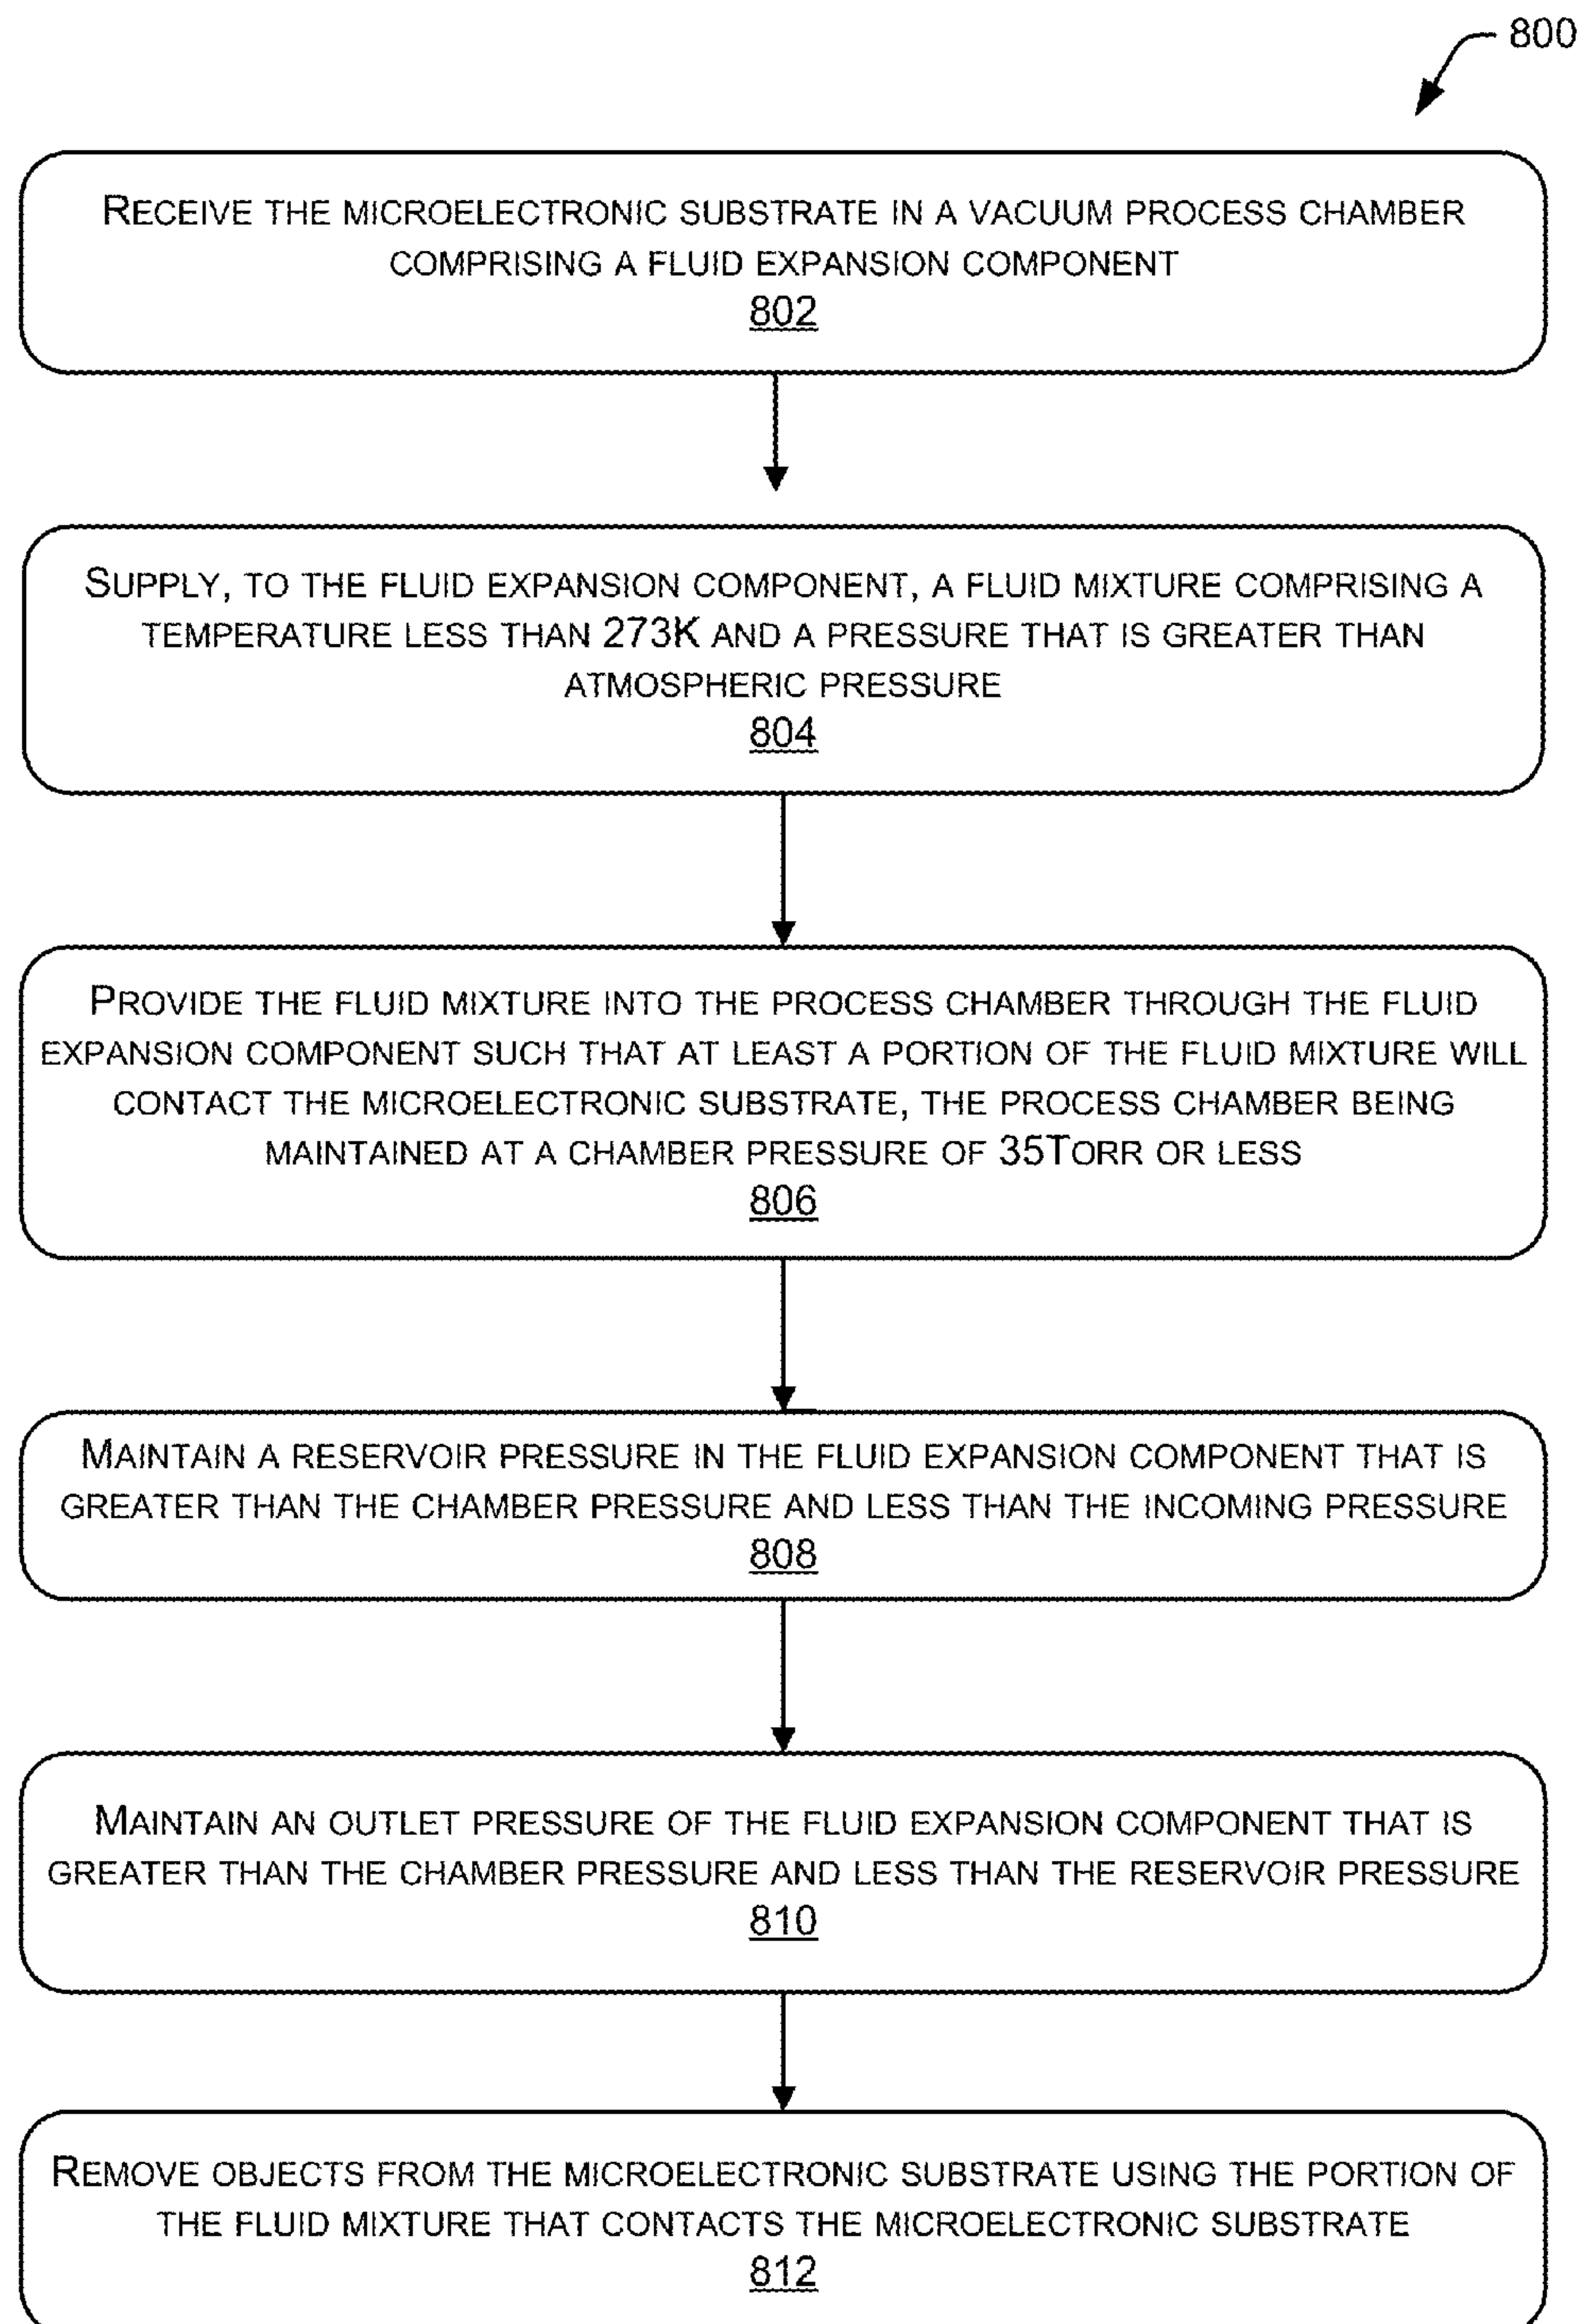 800
RECEIVE THE MICROELECTRONIC SUBSTRATE IN A VACUUM PROCESS CHAMBER
COMPRISING A FLUID EXPANSION COMPONENT
802
SUPPLY, TO THE FLUID EXPANSION COMPONENT, A FLUID MIXTURE COMPRISING A
TEMPERATURE LESS THAN 273K AND A PRESSURE THAT IS GREATER THAN
ATMOSPHERIC PRESSURE
804
PROVIDE THE FLUID MIXTURE INTO THE PROCESS CHAMBER THROUGH THE FLUID
EXPANSION COMPONENT SUCH THAT AT LEAST A PORTION OF THE FLUID MIXTURE WILL
CONTACT THE MICROELECTRONIC SUBSTRATE, THE PROCESS CHAMBER BEING
MAINTAINED AT A CHAMBER PRESSURE OF 35TORR OR LESS
806
MAINTAIN A RESERVOIR PRESSURE IN THE FLUID EXPANSION COMPONENT THAT IS
GREATER THAN THE CHAMBER PRESSURE AND LESS THAN THE INCOMING PRESSURE
808
MAINTAIN AN OUTLET PRESSURE OF THE FLUID EXPANSION COMPONENT THAT IS
GREATER THAN THE CHAMBER PRESSURE AND LESS THAN THE RESERVOIR PRESSURE
810
REMOVE OBJECTS FROM THE MICROELECTRONIC SUBSTRATE USING THE PORTION OF
THE FLUID MIXTURE THAT CONTACTS THE MICROELECTRONIC SUBSTRATE
812